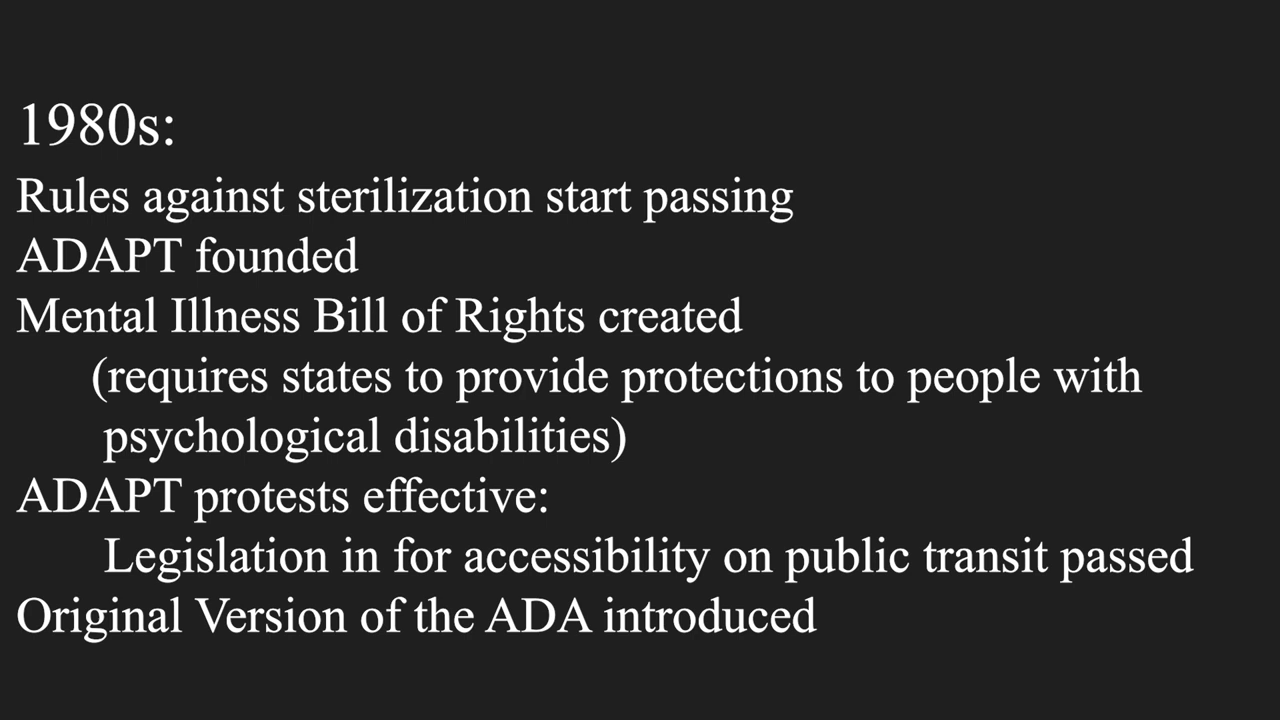 1980s:
Rules against sterilization start passing
ADAPT founded
Mental Illness Bill of Rights created
(requires states to provide protections to people with
psychological disabilities)
ADAPT protests effective:
Legislation in for accessibility on public transit passed
Original Version of the ADA introduced